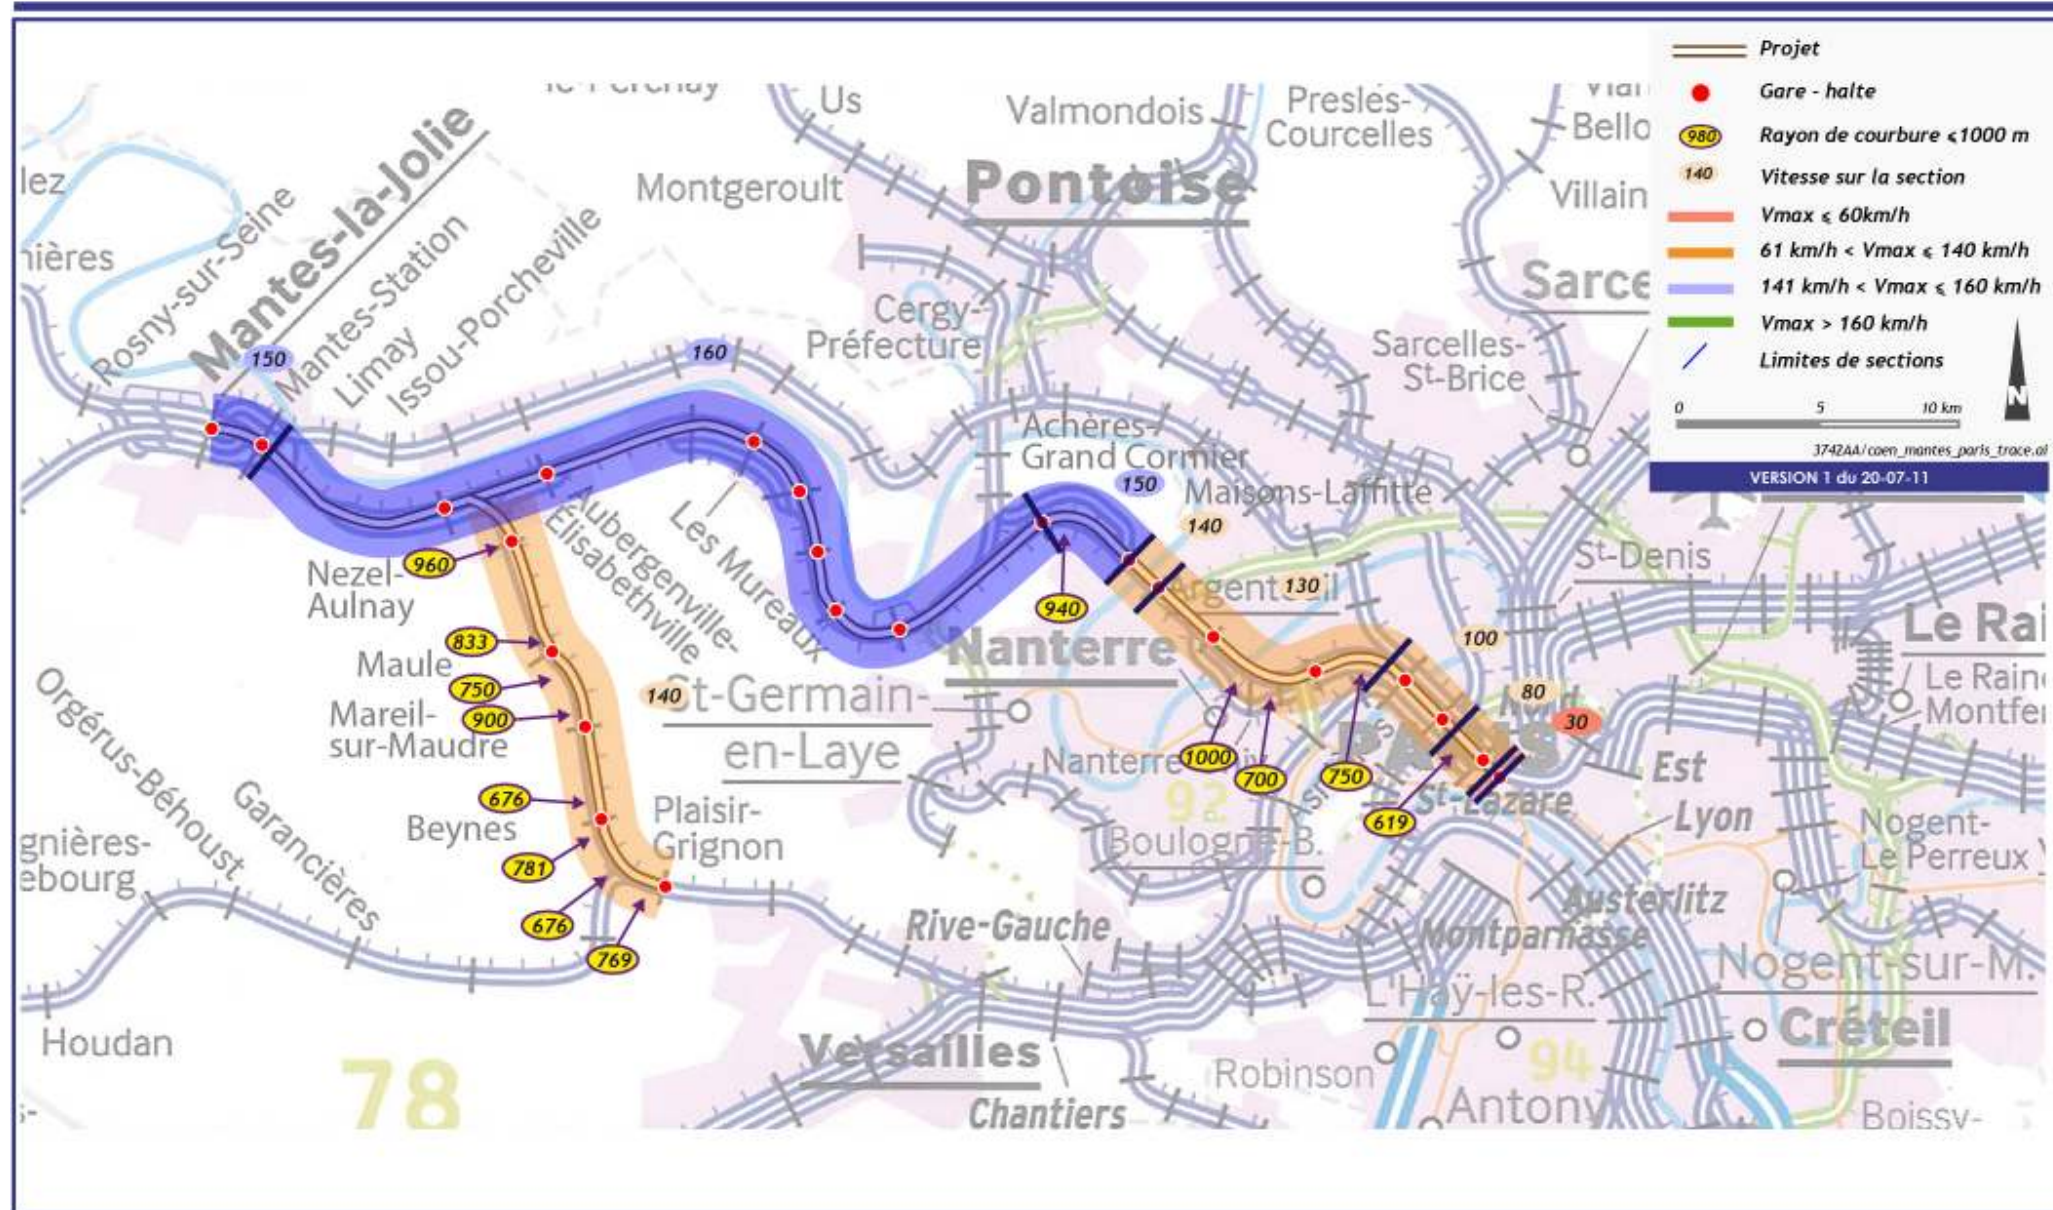 Projet
Gare - halte
980
Rayon de courbure ⩽1000 m
140
Vitesse sur la section
Vmax ⩽ 60km/h
61 km/h < Vmax ⩽ 140 km/h
141 km/h < Vmax ⩽ 160 km/h
Vmax > 160 km/h
Limites de sections
0 5 10 km
N
3742AA/caen_mantes_paris_trace.ai
VERSION 1 du 20-07-11
Us
Valmondois
Presles-
Courcelles
Bello
Villain
Montgeroult
Pontoise
lez
nières
Rosny-sur-Seine
Mantes-la-Jolie
Mantes-Station
Limay
Issou-Porcheville
150
160
Cergy-
Préfecture
Sarce
Sarcelles-
St-Brice
Achères-
Grand Cormier
150
Maisons-Laffitte
140
130
Argenteuil
St-Denis
Le Rai
Le Rain
Montfer
100
80
30
Nezel-
Aulnay
960
Aubergenville-
Élisabethville
Les Mureaux
940
Nanterre
833
Maule
750
900
Mareil-
sur-Maudre
140
St-Germain-
en-Laye
1000
700
750
619
PARIS
St-Lazare
Est
Lyon
92
Boulogne-B.
Nogent-
Le Perreux
Orgérus-Béhoust
Garancières
gnières-
ebourg
676
Beynes
781
676
769
Plaisir-
Grignon
Rive-Gauche
Austerlitz
Montparnasse
L'Haÿ-les-R.
Nogent-sur-M.
Créteil
Houdan
78
Versailles
Chantiers
Robinson
94
Antony
Boissy-